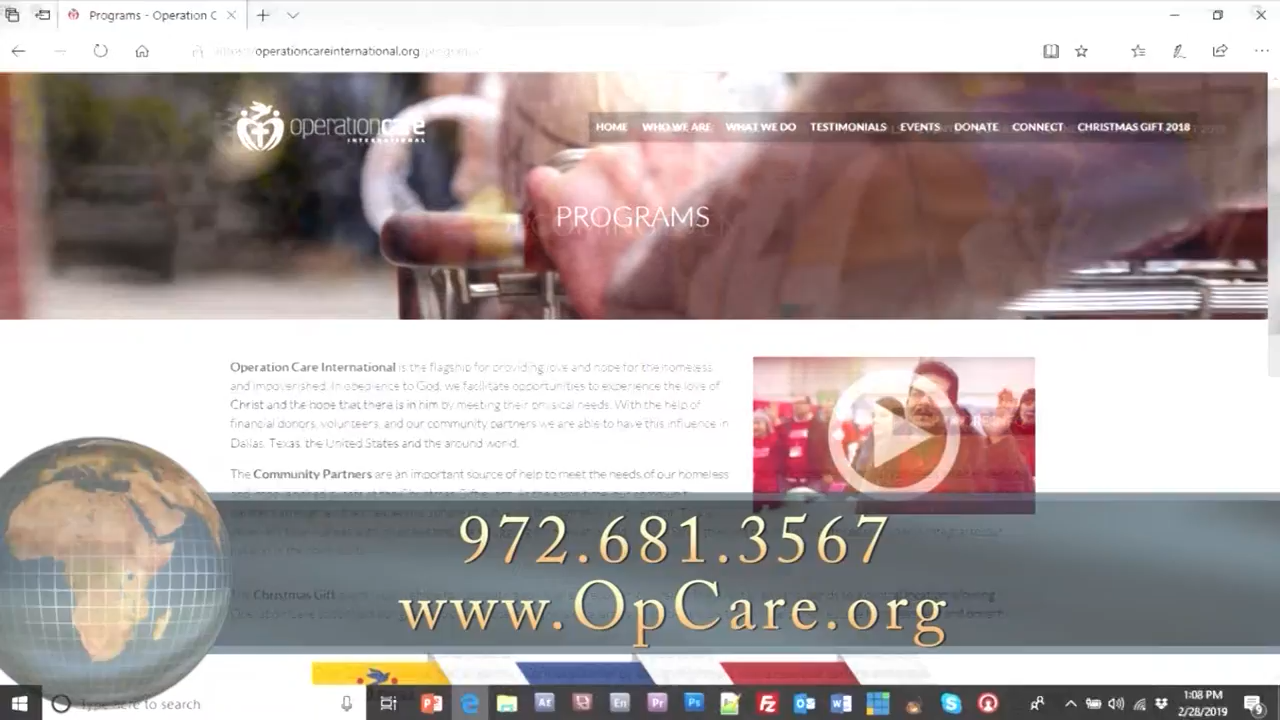 Programs - Operation C
operationcareinternational.org
operationcare
INTERNATIONAL
HOME WHO WE ARE WHAT WE DO TESTIMONIALS EVENTS DONATE CONNECT CHRISTMAS GIFT 2018
PROGRAMS
Operation Care International is the flagship for providing love and hope for the homeless
and impoverished. In obedience to God, we facilitate opportunities to experience the love of
Christ and the hope that there is in him by meeting their physical needs. With the help of
financial donors, volunteers, and our community partners we are able to have this influence in
Dallas, Texas, the United States and the around world.
The Community Partners are an important source of help to meet the needs of our homeless
972.681.3567
The Christmas Gift
www.OpCare.org
Type here to search
1:08 PM
2/28/2019